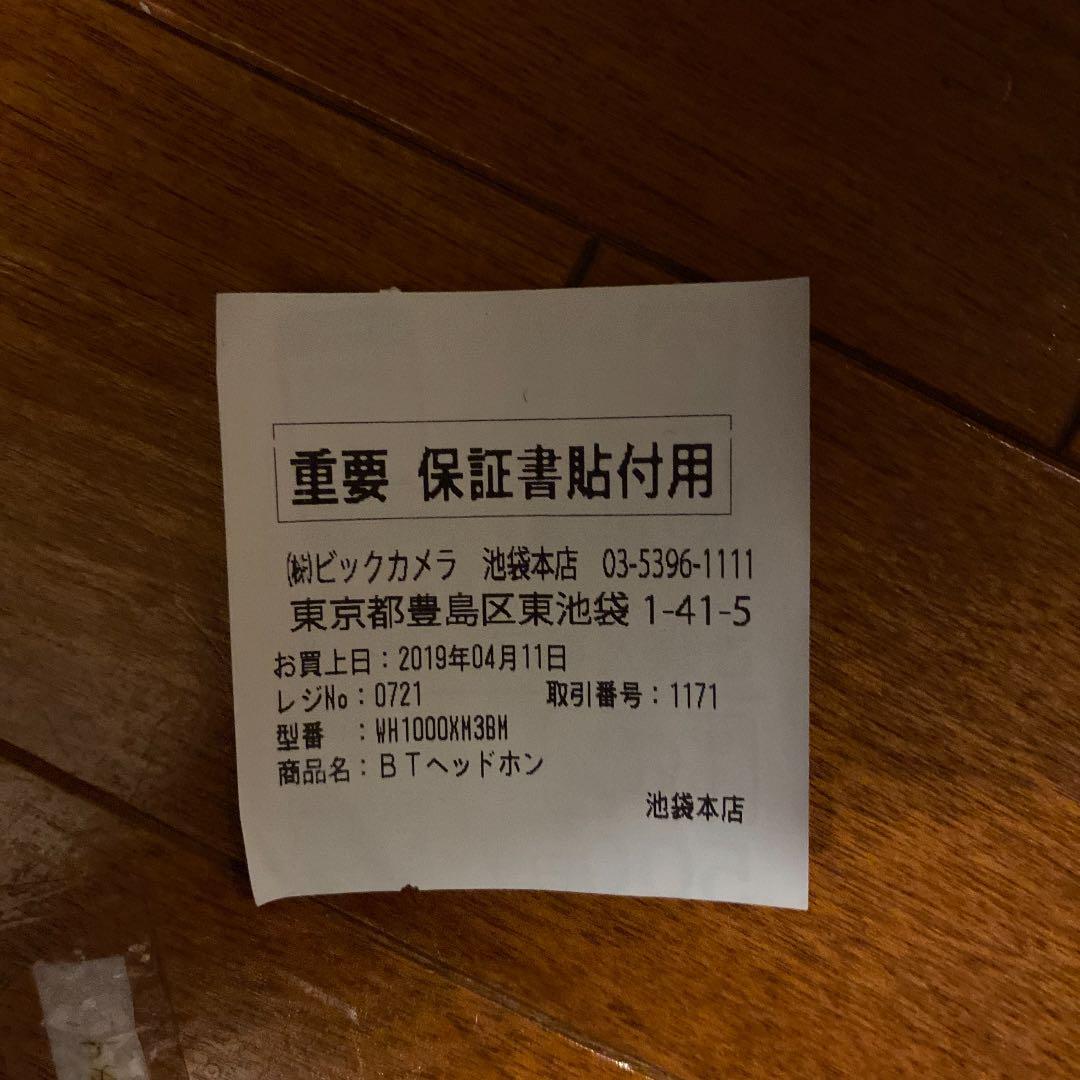 重要 保証書貼付用
㈱ビックカメラ 池袋本店 03-5396-1111
東京都豊島区東池袋 1-41-5
お買上日：2019年04月11日
レジNo：0721 取引番号：1171
型番 ：WH1000XM3BM
商品名：ＢＴヘッドホン
池袋本店